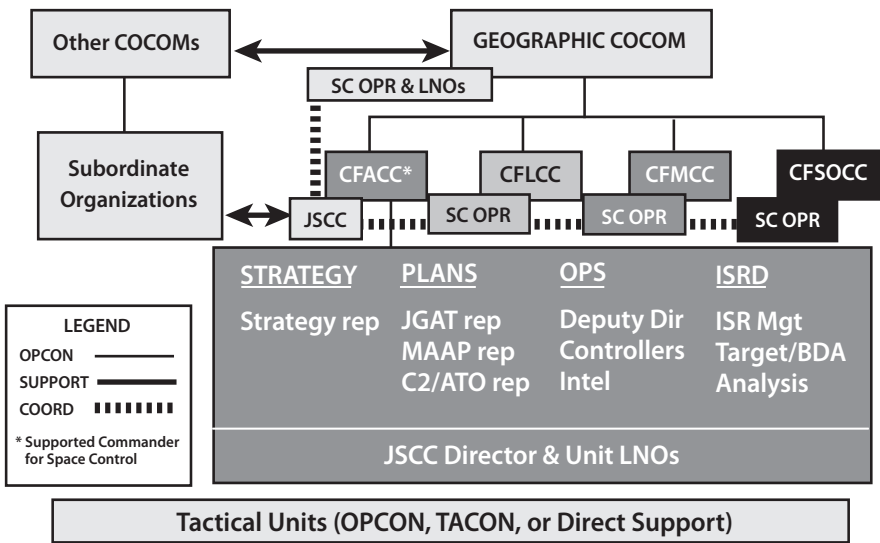 Other COCOMs
GEOGRAPHIC COCOM
SC OPR & LNOs
Subordinate
Organizations
CFACC*
CFLCC
CFMCC
CFSOCC
JSCC
SC OPR
SC OPR
SC OPR
STRATEGY
Strategy rep
PLANS
JGAT rep
MAAP rep
C2/ATO rep
OPS
Deputy Dir
Controllers
Intel
ISRD
ISR Mgt
Target/BDA
Analysis
JSCC Director & Unit LNOs
LEGEND
OPCON
SUPPORT
COORD
* Supported Commander
for Space Control
Tactical Units (OPCON, TACON, or Direct Support)